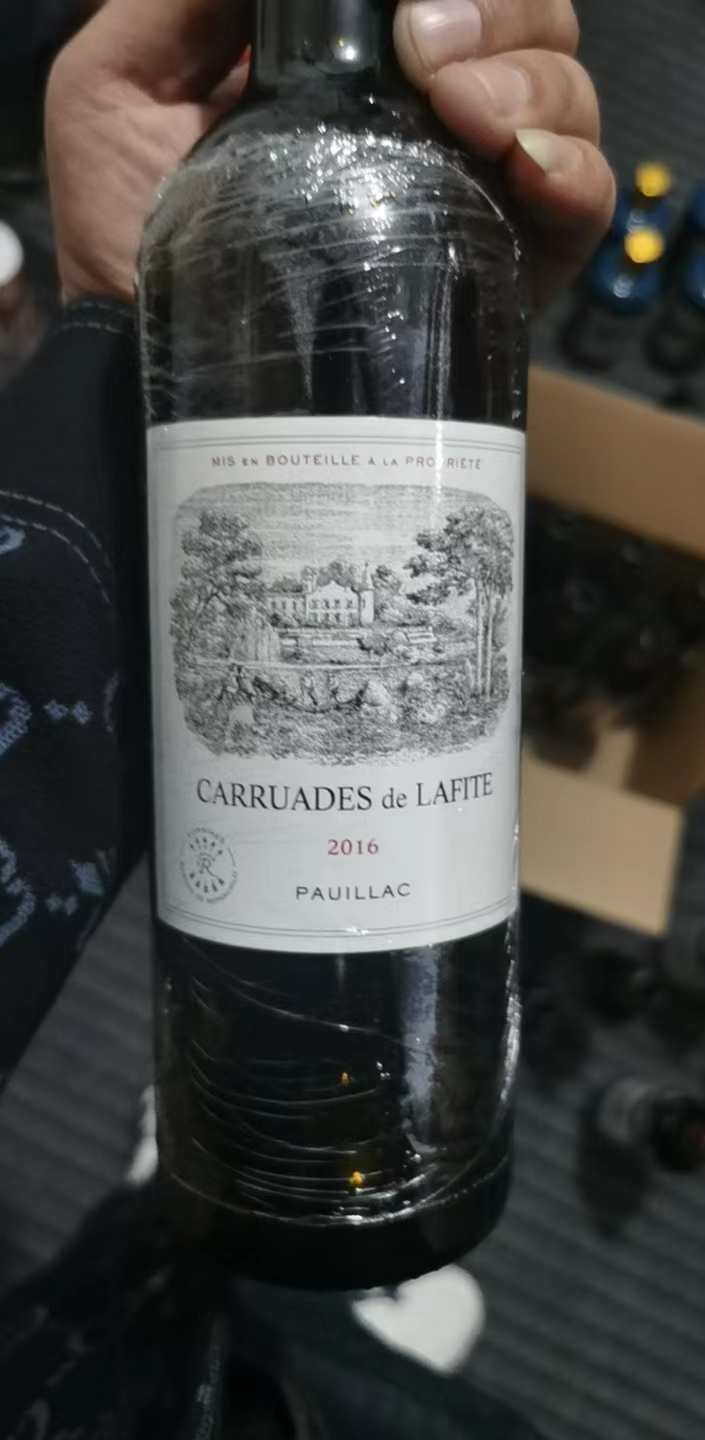 MIS EN BOUTEILLE A LA PROPRIÉTÉ
CARRUADES de LAFITE
2016
PAUILLAC